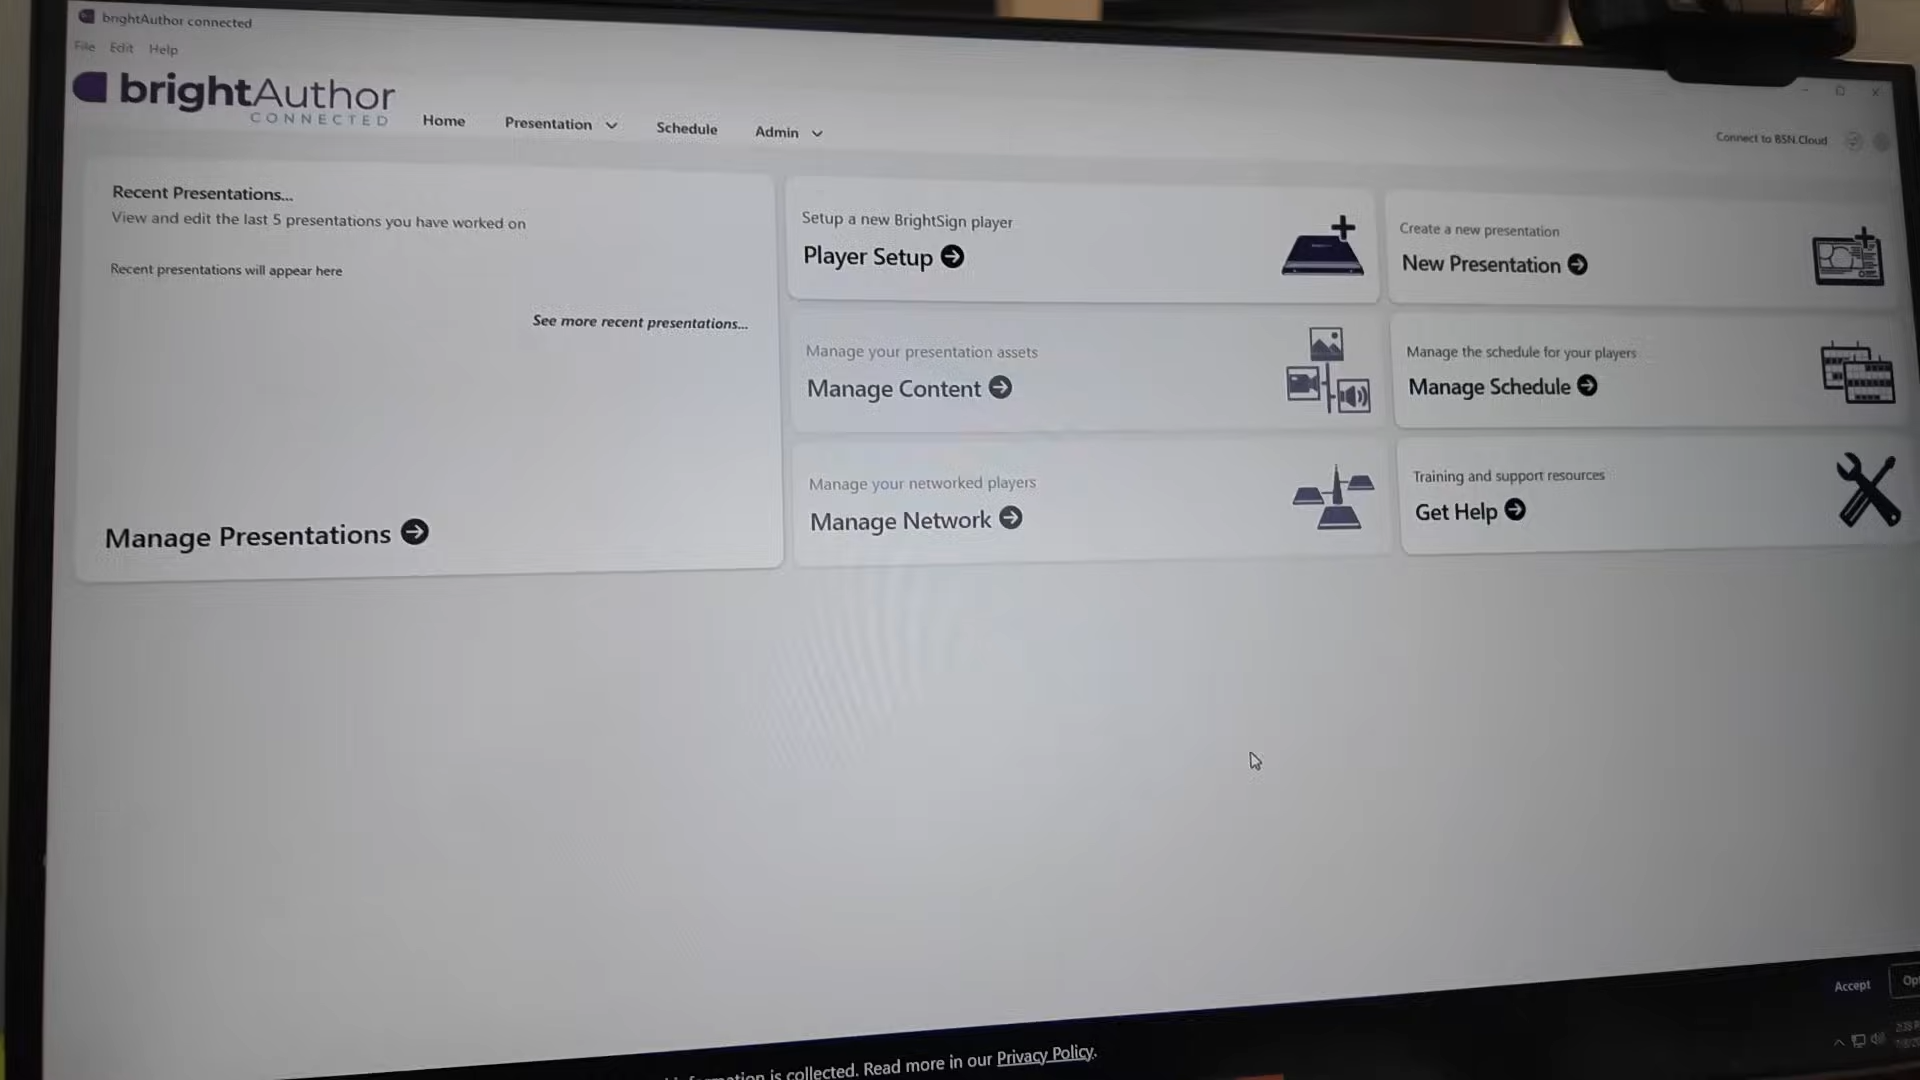 brightAuthor connected
File Edit Help
brightAuthor
CONNECTED
Home Presentation Schedule Admin
Connect to BSN.Cloud
Recent Presentations...
View and edit the last 5 presentations you have worked on
Recent presentations will appear here
See more recent presentations...
Manage Presentations
Setup a new BrightSign player
Player Setup
Create a new presentation
New Presentation
Manage your presentation assets
Manage Content
Manage the schedule for your players
Manage Schedule
Manage your networked players
Manage Network
Training and support resources
Get Help
Accept
is collected. Read more in our Privacy Policy.